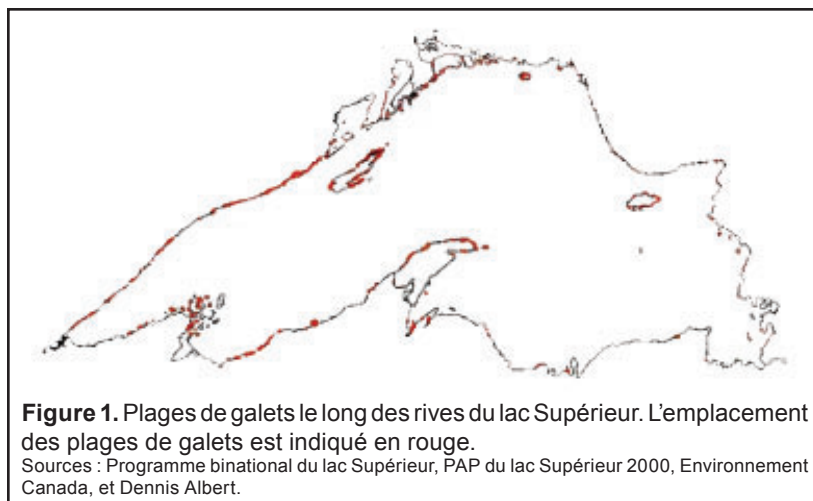 Figure 1. Plages de galets le long des rives du lac Supérieur. L'emplacement
des plages de galets est indiqué en rouge.
Sources : Programme binational du lac Supérieur, PAP du lac Supérieur 2000, Environnement
Canada, et Dennis Albert.